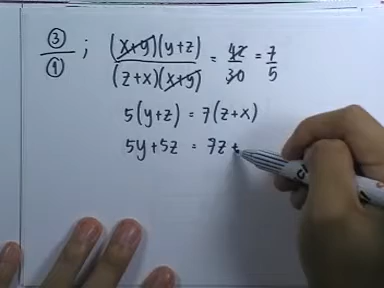 ③/① ; (x+y)(y+z)/(z+x)(x+y) = 42/30 = 7/5
5(y+z) = 7(z+x)
5y+5z = 7z +